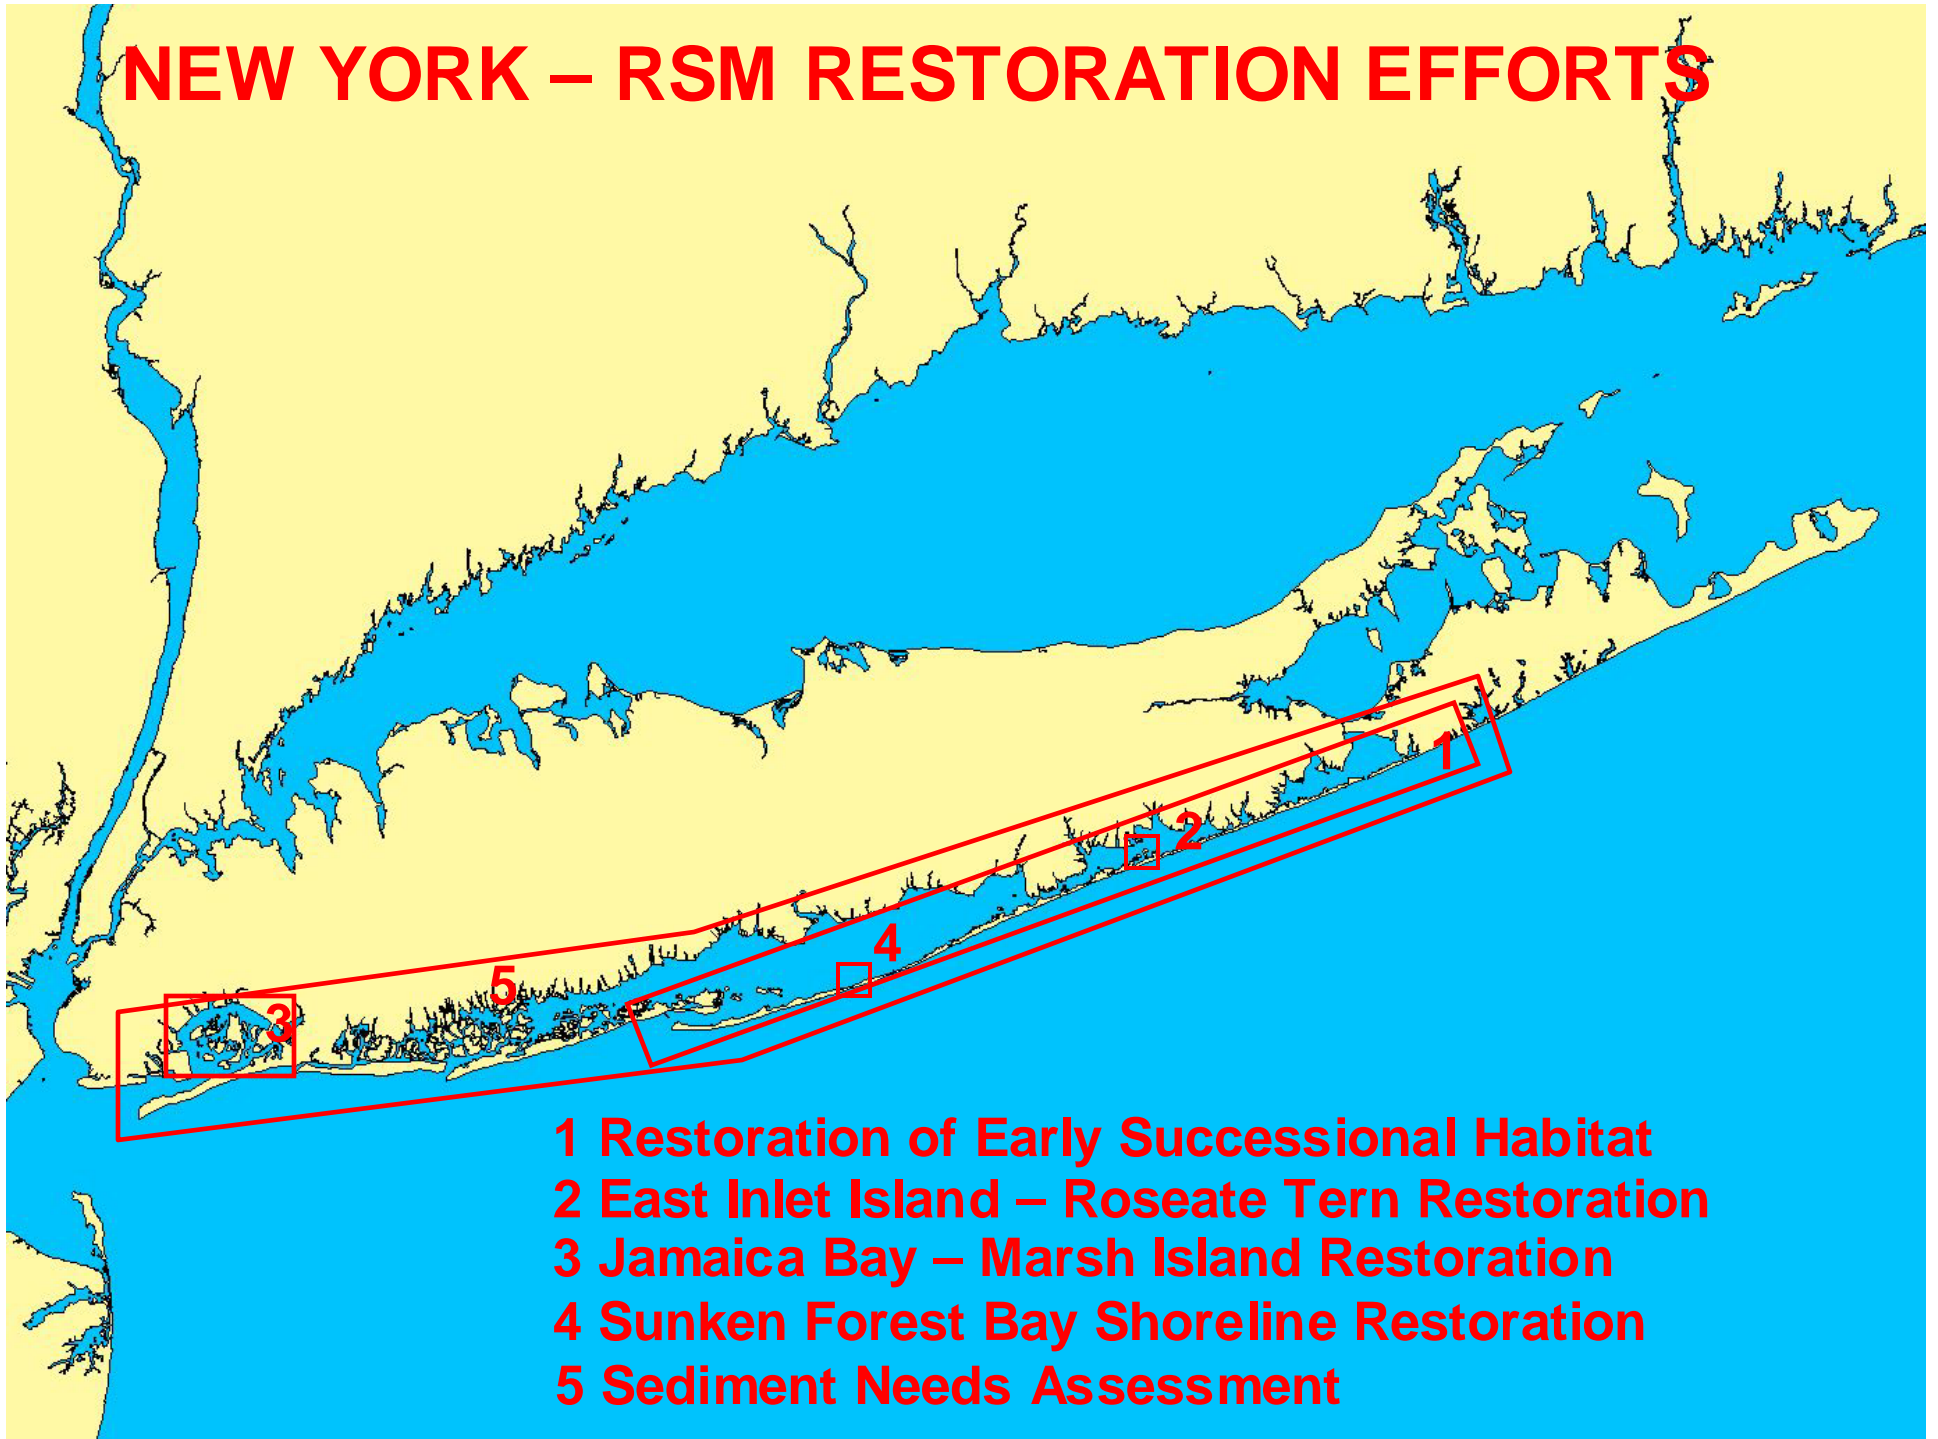 NEW YORK – RSM RESTORATION EFFORTS
1
2
4
5
3
1 Restoration of Early Successional Habitat
2 East Inlet Island – Roseate Tern Restoration
3 Jamaica Bay – Marsh Island Restoration
4 Sunken Forest Bay Shoreline Restoration
5 Sediment Needs Assessment